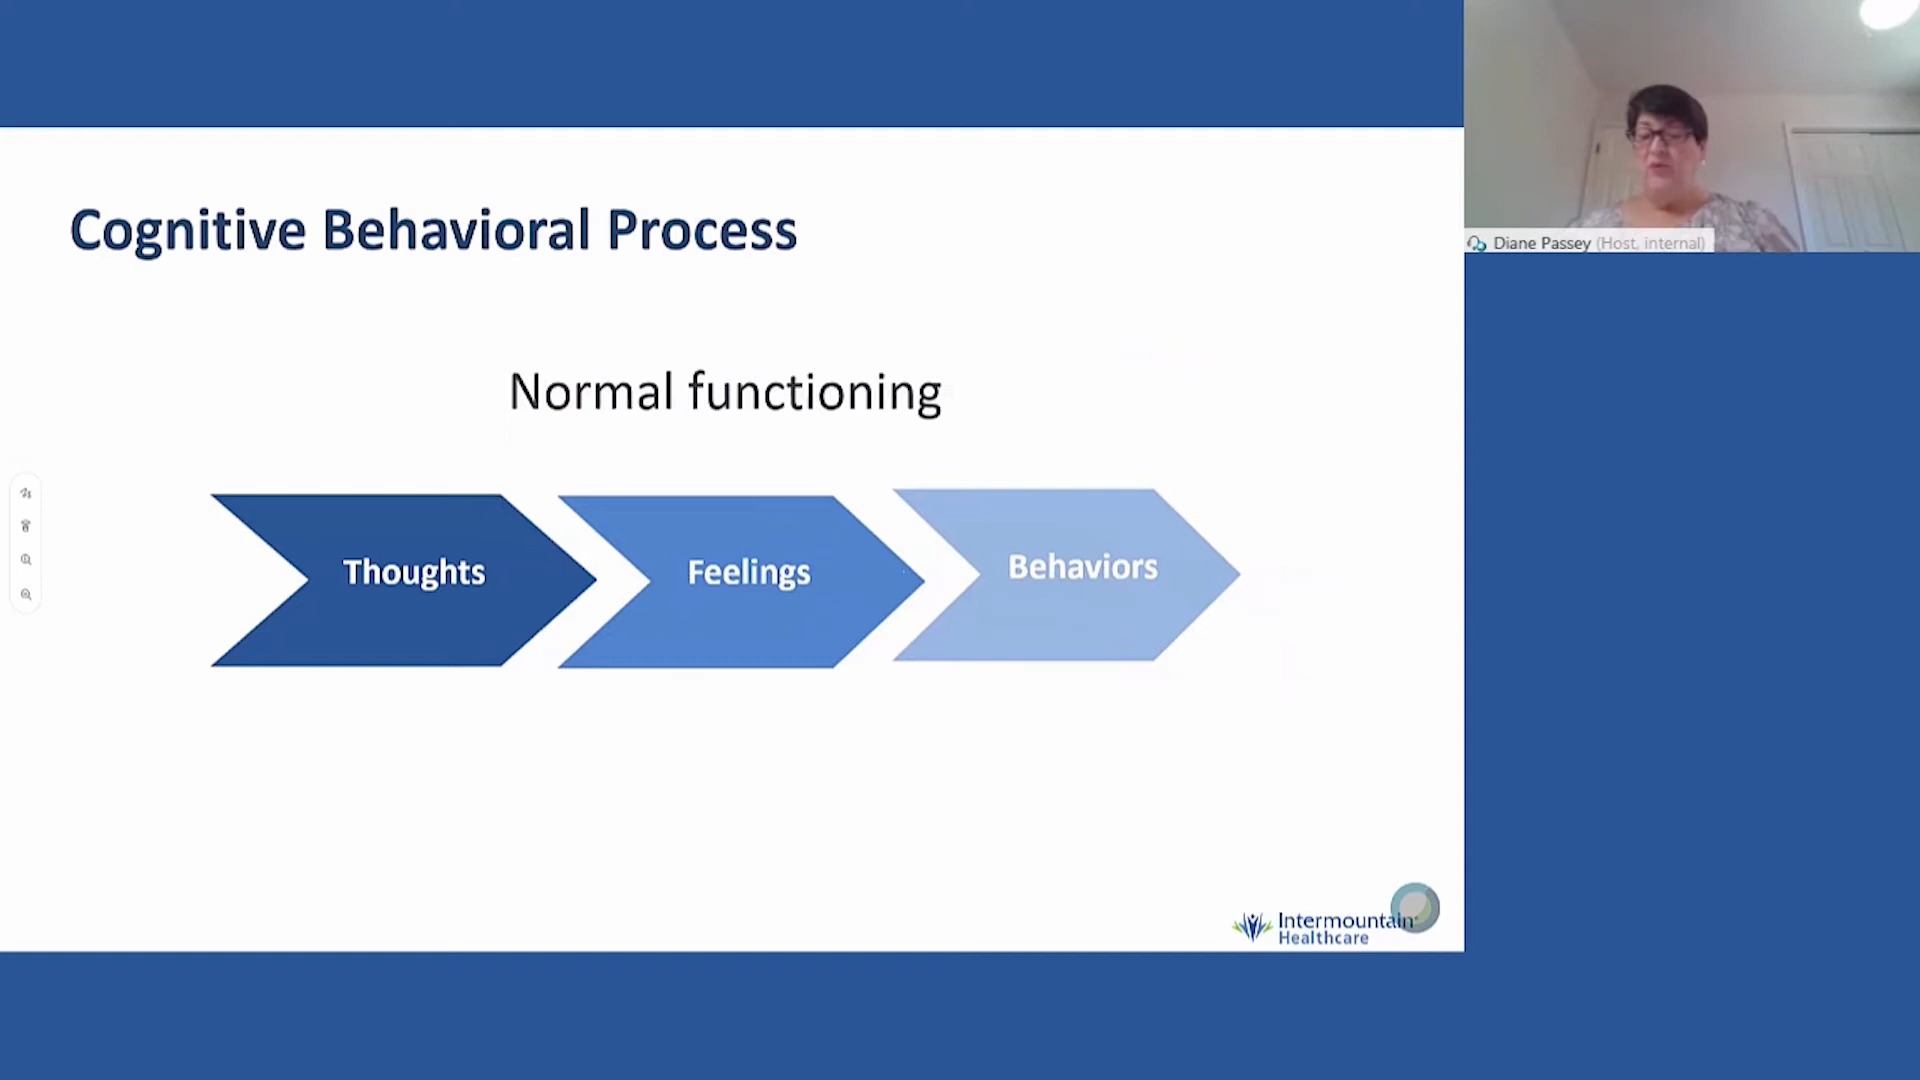 Cognitive Behavioral Process
Normal functioning
Thoughts
Feelings
Behaviors
Intermountain
Healthcare
Diane Passey (Host, internal)